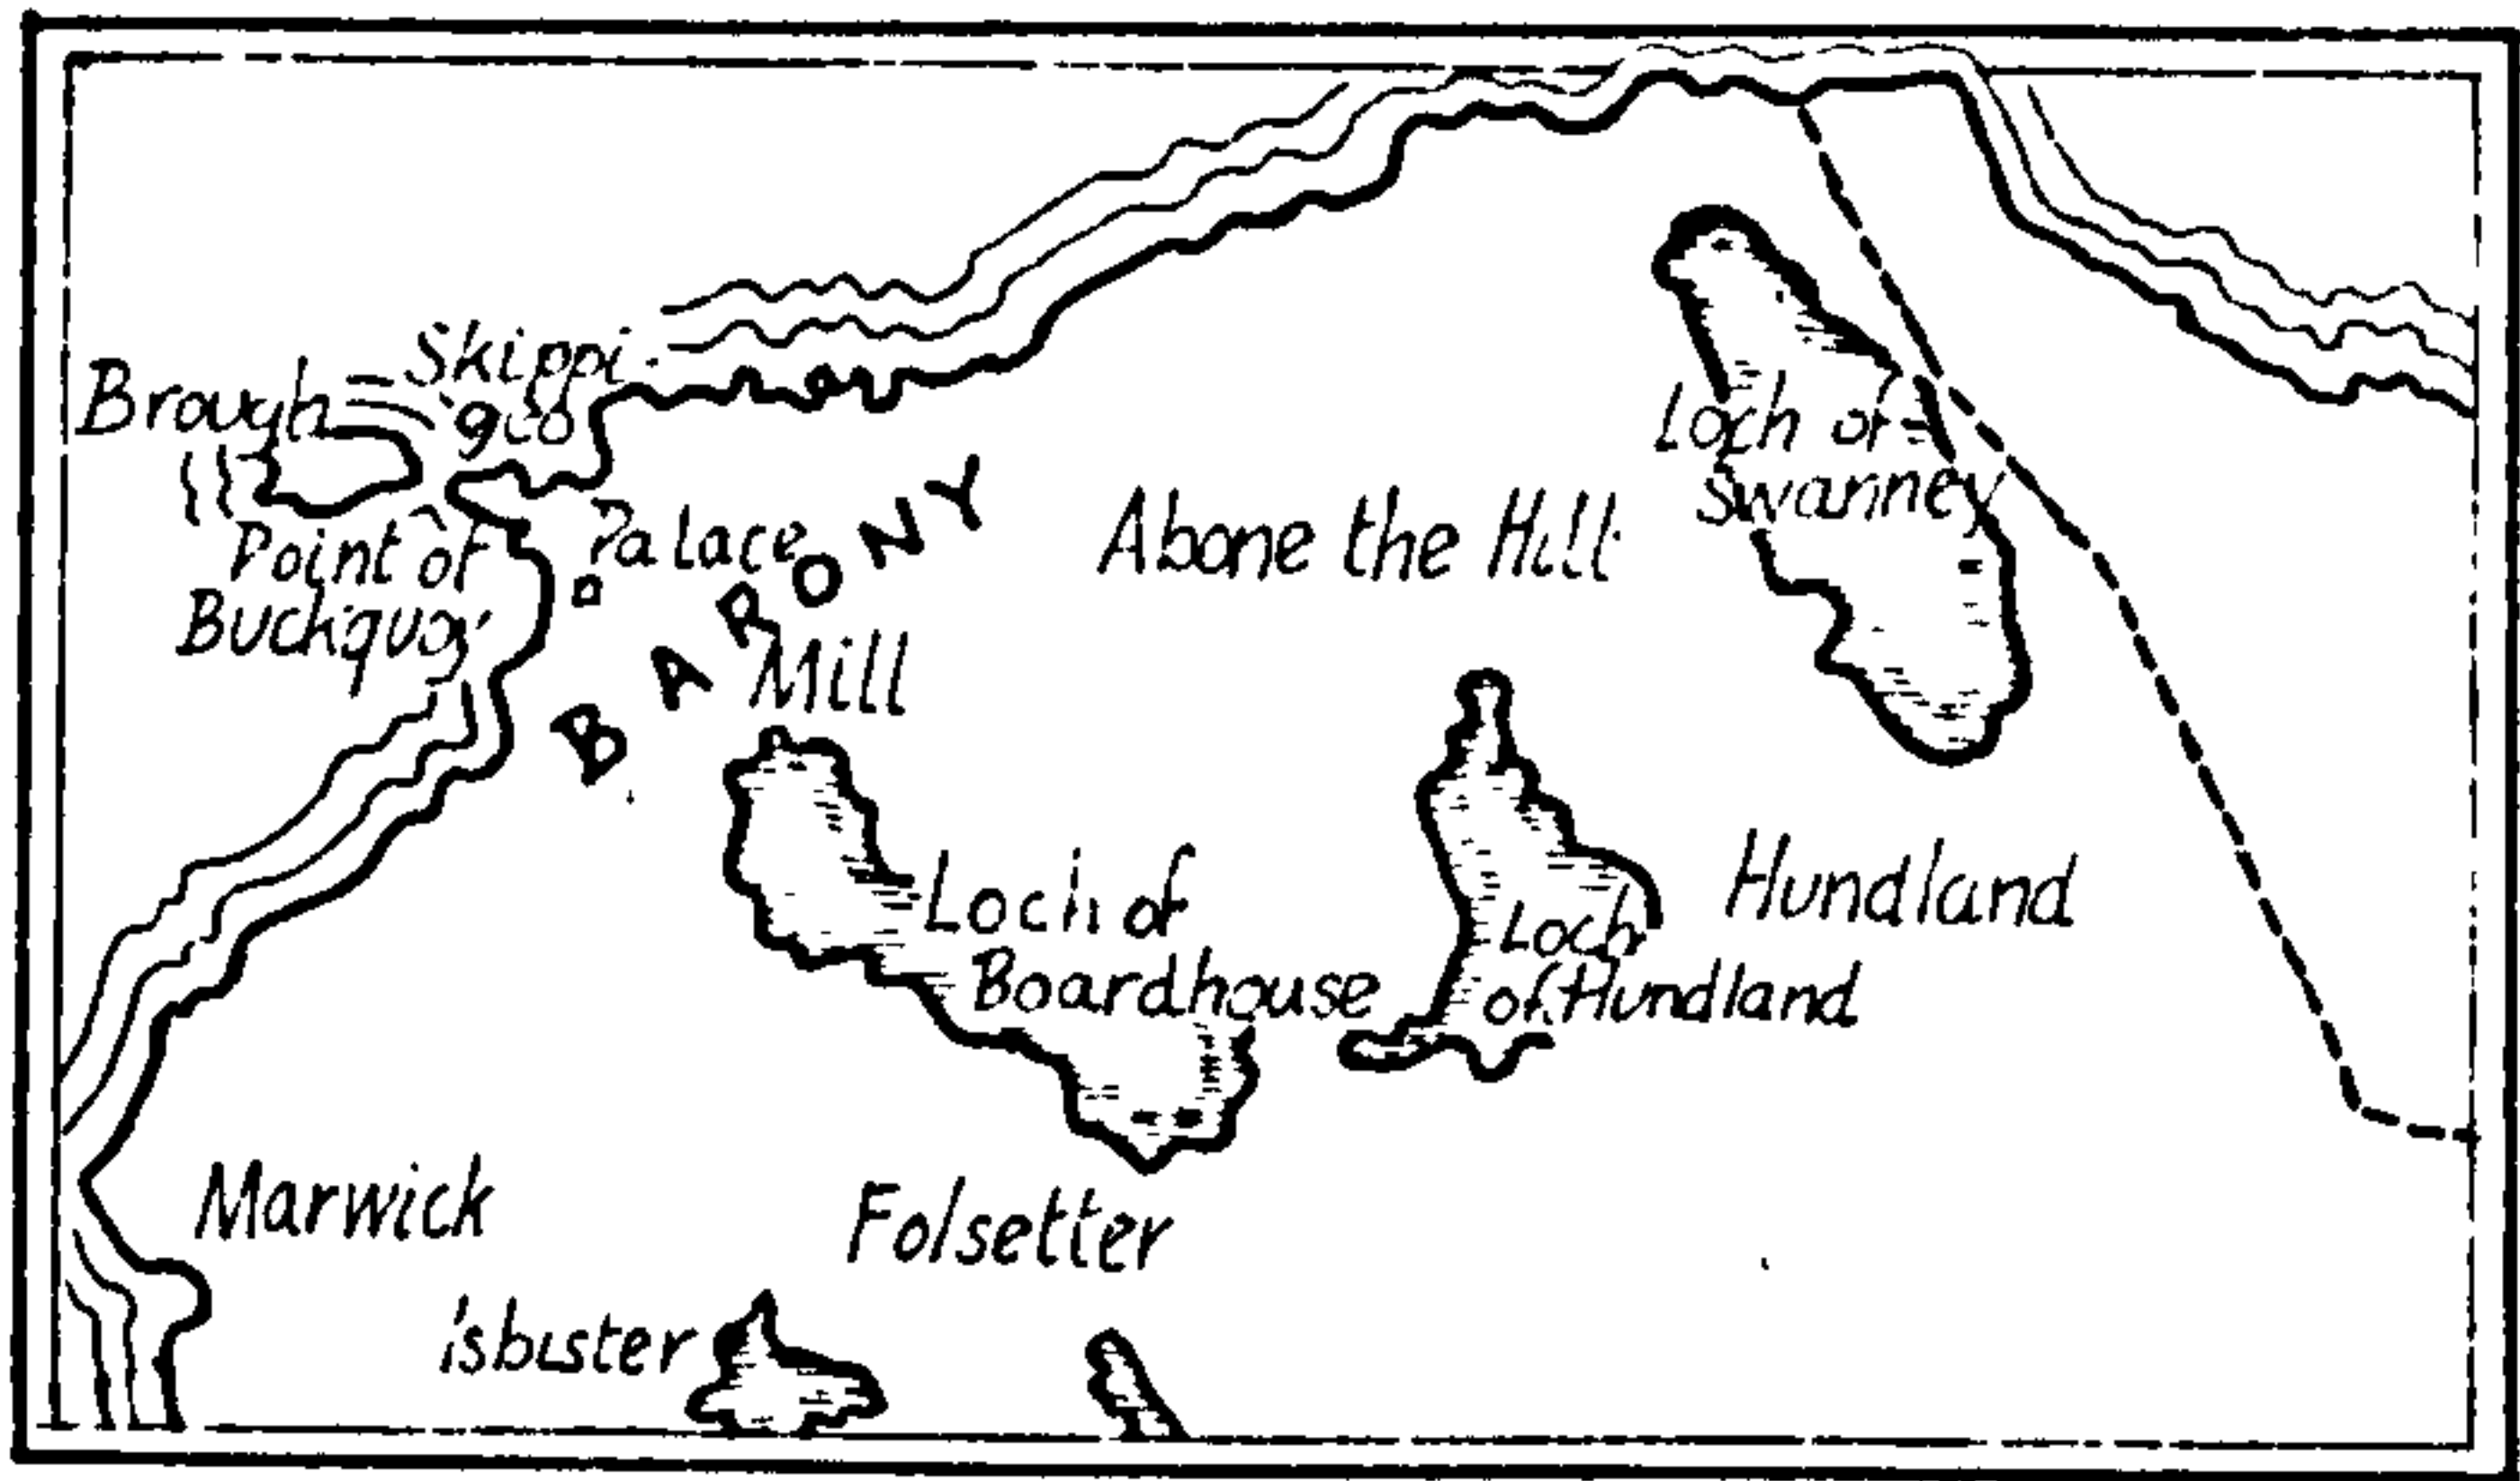 Skippi
Brough
geo
Loch of
Swanney
Point of
Buckquoy
Palace
BARONY
Abone the Hill
Mill
Loch of
Boardhouse
Hundland
Loch
of Hundland
Marwick
Folsetter
Isbister